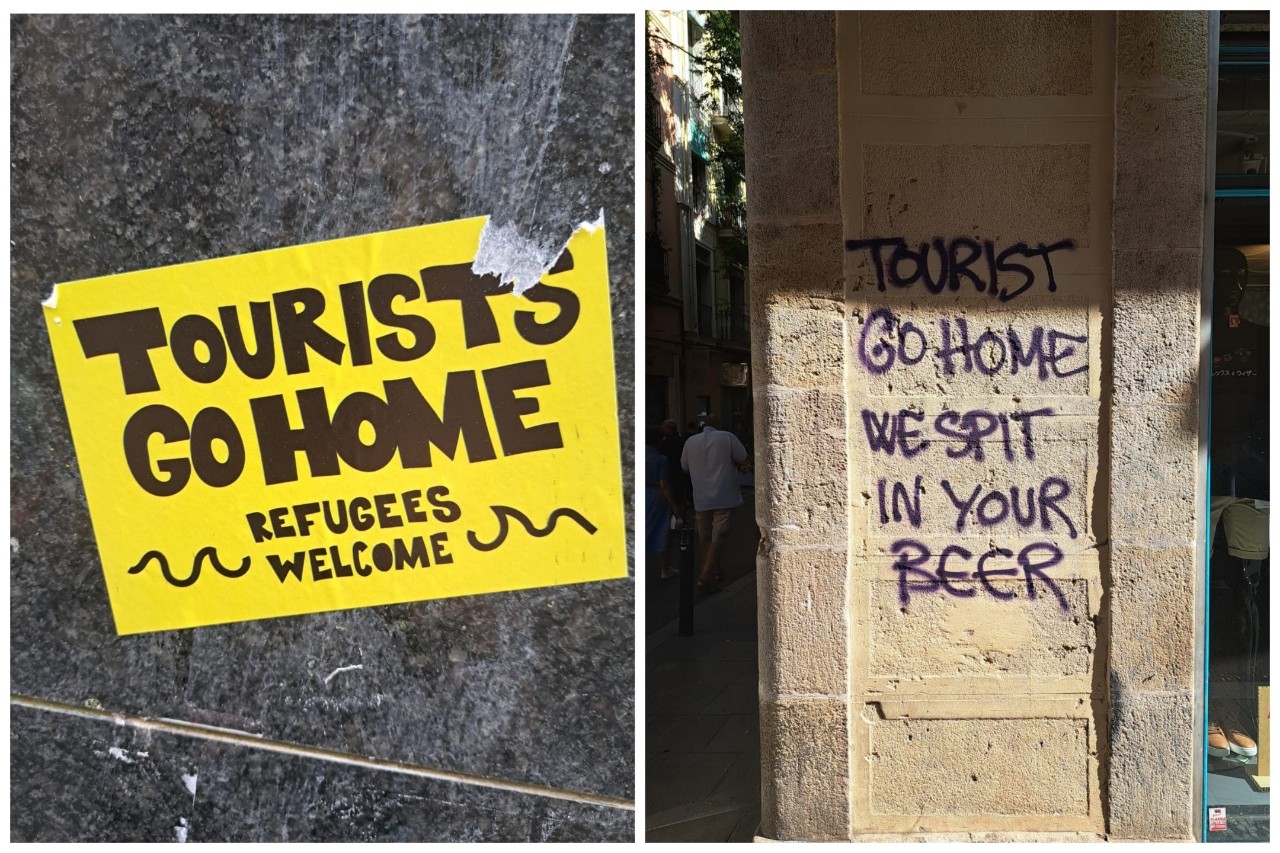 TOURISTS
GO HOME
REFUGEES
WELCOME
TOURIST
GO HOME
WE SPIT
IN YOUR
BEER